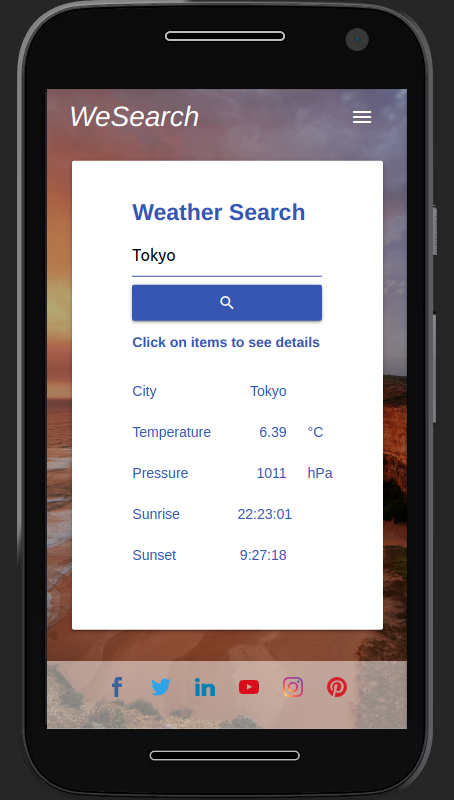 WeSearch
Weather Search
Tokyo
Click on items to see details
City Tokyo
Temperature 6.39 °C
Pressure 1011 hPa
Sunrise 22:23:01
Sunset 9:27:18